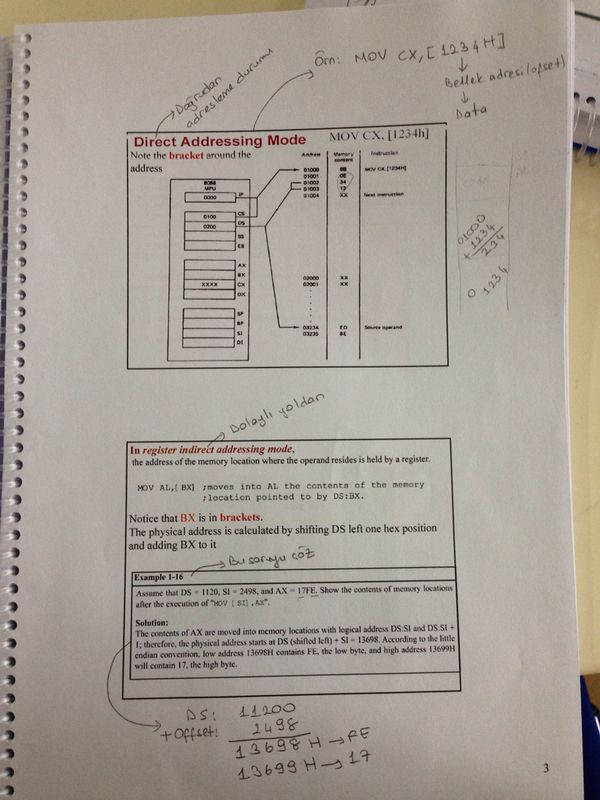 Örn: MOV CX,[1234H]
Bellek adresi (ofset)
Data
Doğrudan
adresleme durumu
Direct Addressing Mode
MOV CX, [1234h]
Note the bracket around the
address
Address
Memory
content
Instruction
8088
MPU
0000 IP
0100 CS
0200 DS
SS
ES
AX
BX
XXXX CX
DX
SP
BP
SI
DI
01000 8B MOV CX, [1234H]
01001 0E
01002 34
01003 12
01004 XX Next instruction
02000 XX
02001 XX
03234 ED Source operand
03235 BE
01000
+ 1234
234
0 1234
Dolaylı yoldan
In register indirect addressing mode,
the address of the memory location where the operand resides is held by a register.
MOV AL,[ BX] ;moves into AL the contents of the memory
;location pointed to by DS:BX.
Notice that BX is in brackets.
The physical address is calculated by shifting DS left one hex position
and adding BX to it
Bu soruyu çöz
Example 1-16
Assume that DS = 1120, SI = 2498, and AX = 17FE. Show the contents of memory locations
after the execution of "MOV [ SI] ,AX".
Solution:
The contents of AX are moved into memory locations with logical address DS:SI and DS:SI +
1; therefore, the physical address starts at DS (shifted left) + SI = 13698. According to the little
endian convention, low address 13698H contains FE, the low byte, and high address 13699H
will contain 17, the high byte.
DS: 11200
+Offset: 2498
13698 H → FE
13699 H → 17
3